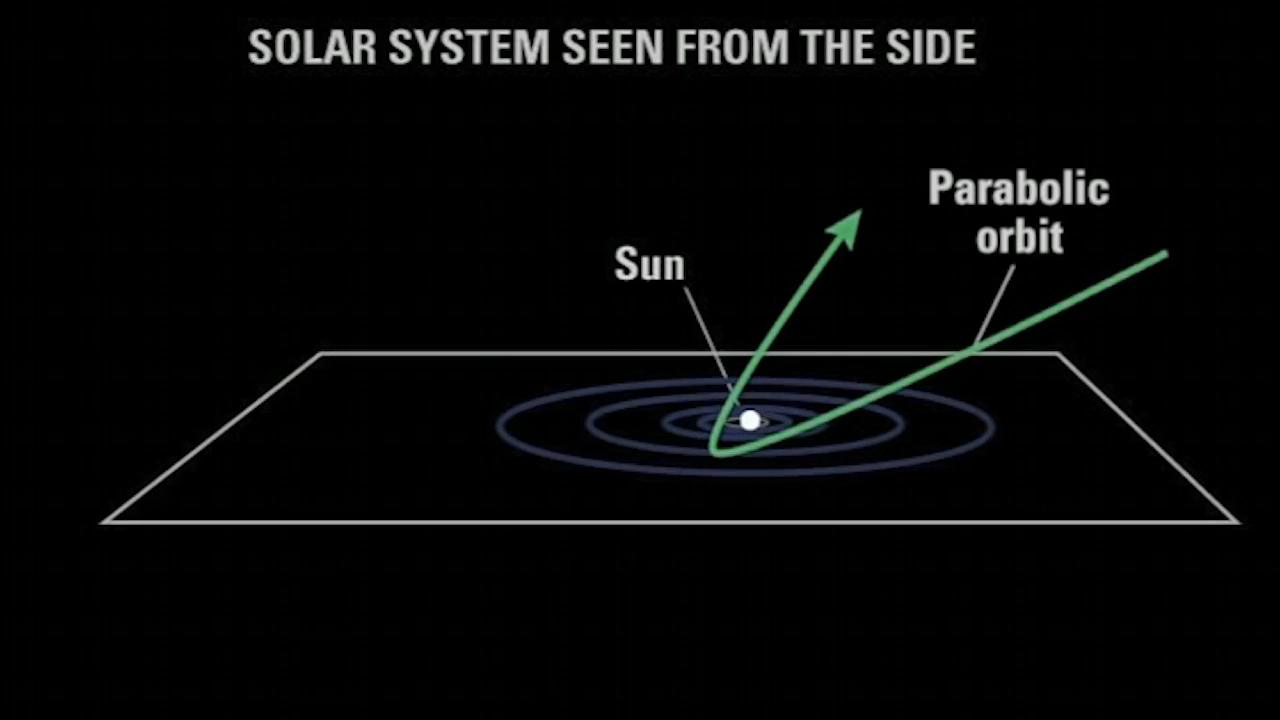 SOLAR SYSTEM SEEN FROM THE SIDE
Parabolic
orbit
Sun